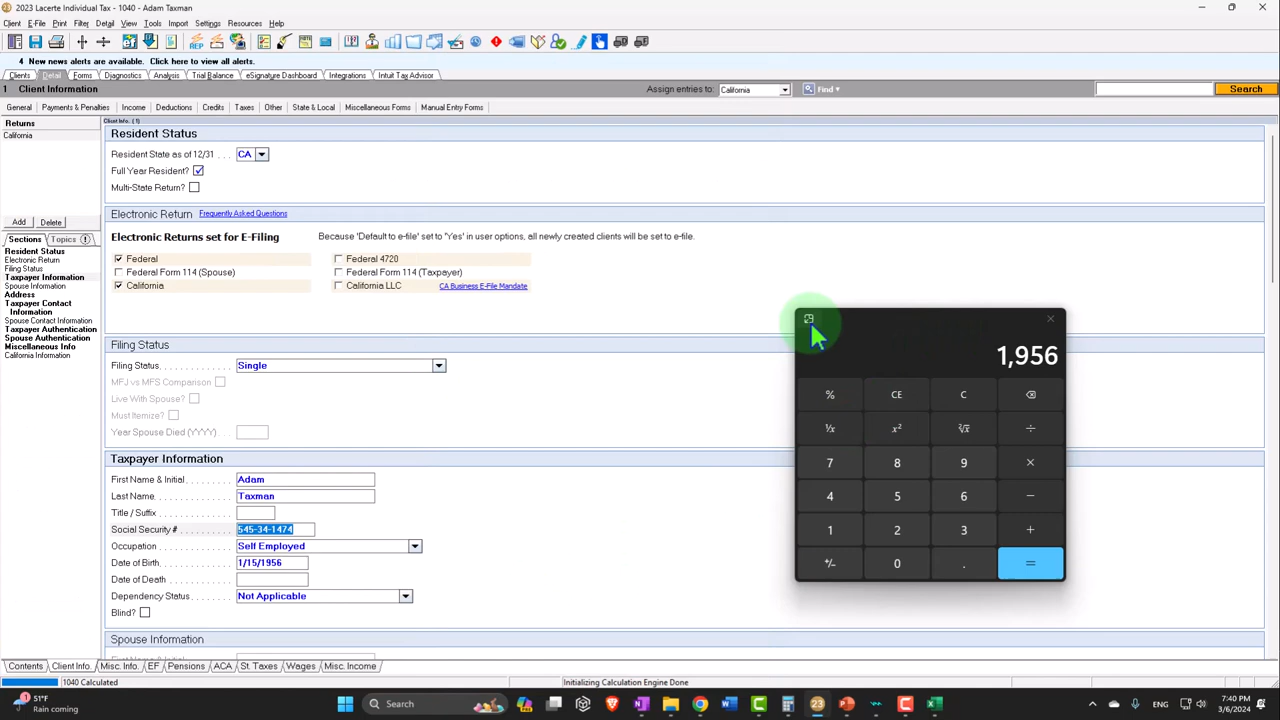 2023 Lacerte Individual Tax - 1040 - Adam Taxman
Client E-File Print Filter Detail View Tools Import Settings Resources Help
4 New news alerts are available. Click here to view all alerts.
Clients Detail Forms Diagnostics Analysis Trial Balance eSignature Dashboard Integrations Intuit Tax Advisor
1 Client Information Assign entries to: California Find Search
General Payments & Penalties Income Deductions Credits Taxes Other State & Local Miscellaneous Forms Manual Entry Forms
Returns
California
Add Delete
Sections Topics
Resident Status
Electronic Return
Filing Status
Taxpayer Information
Spouse Information
Address
Taxpayer Contact
Information
Spouse Contact Information
Taxpayer Authentication
Spouse Authentication
Miscellaneous Info
California Information
Client Info. (1)
Resident Status
Resident State as of 12/31 . . . CA
Full Year Resident?
Multi-State Return?
Electronic Return Frequently Asked Questions
Electronic Returns set for E-Filing Because 'Default to e-file' set to "Yes' in user options, all newly created clients will be set to e-file.
Federal Federal 4720
Federal Form 114 (Spouse) Federal Form 114 (Taxpayer)
California California LLC CA Business E-File Mandate
Filing Status
Filing Status Single
MFJ vs MFS Comparison
Live With Spouse?
Must Itemize?
Year Spouse Died (YYYY)
Taxpayer Information
First Name & Initial Adam
Last Name Taxman
Title / Suffix
Social Security # 545-34-1474
Occupation Self Employed
Date of Birth 1/15/1956
Date of Death
Dependency Status Not Applicable
Blind?
Spouse Information
1,956
% CE C
¹/x x² ²√x ÷
7 8 9 ×
4 5 6 −
1 2 3 +
+/− 0 . =
Contents Client Info. Misc. Info. EF Pensions ACA St. Taxes Wages Misc. Income
1040 Calculated Initializing Calculation Engine Done
1
51°F
Rain coming
Search
23
7:40 PM
3/6/2024